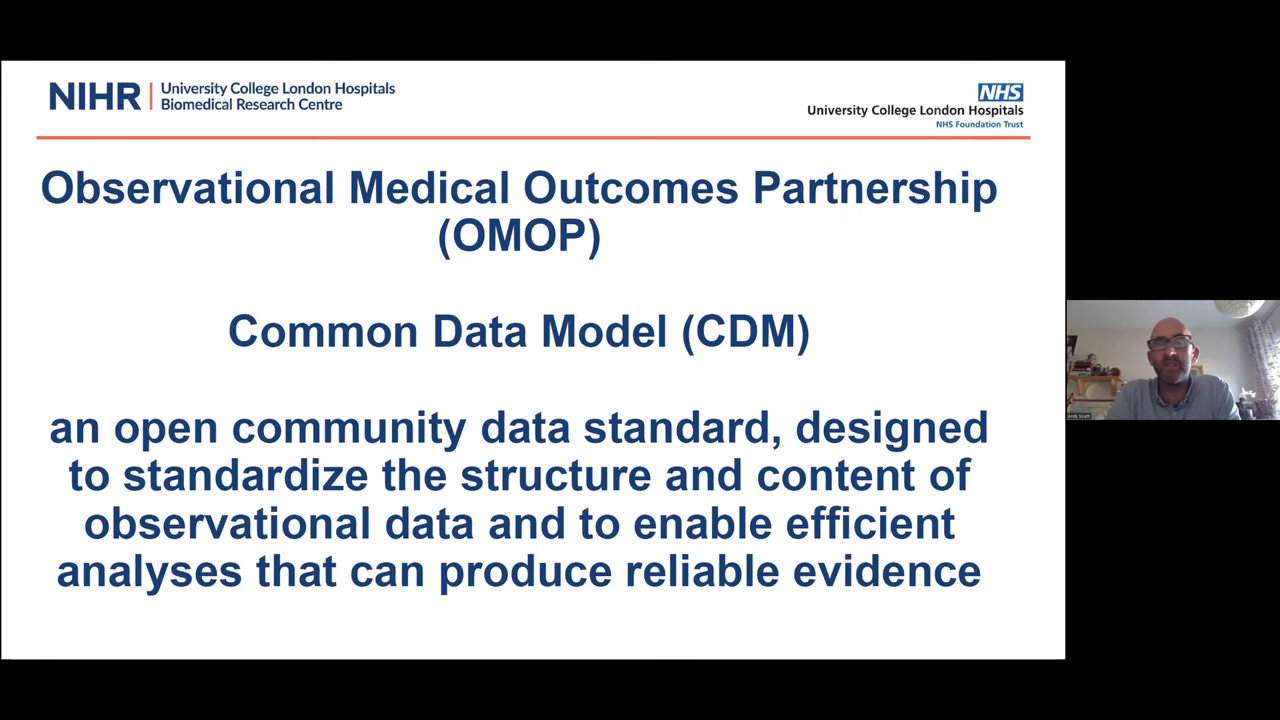 NIHR | University College London Hospitals
Biomedical Research Centre
NHS
University College London Hospitals
NHS Foundation Trust
Observational Medical Outcomes Partnership
(OMOP)
Common Data Model (CDM)
an open community data standard, designed
to standardize the structure and content of
observational data and to enable efficient
analyses that can produce reliable evidence
Andy South